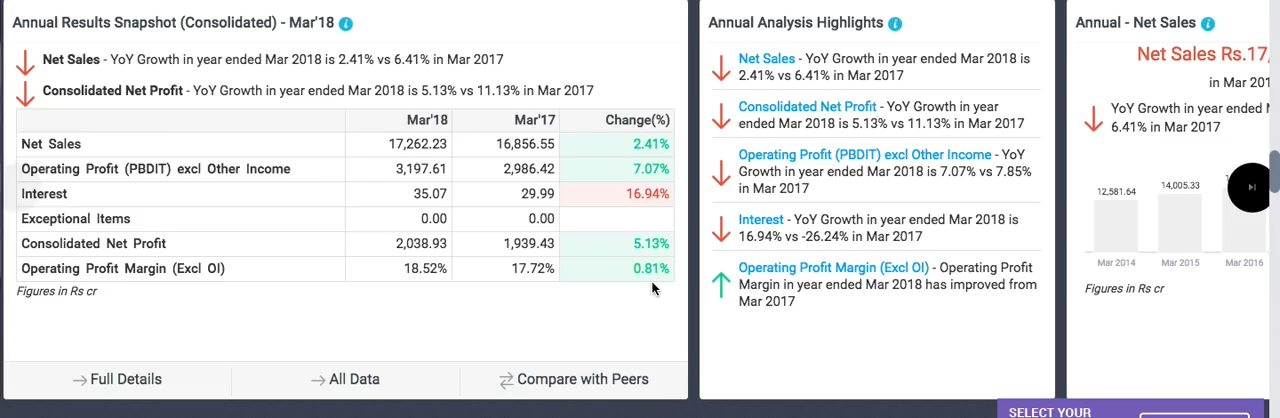 Annual Results Snapshot (Consolidated) - Mar'18
Net Sales - YoY Growth in year ended Mar 2018 is 2.41% vs 6.41% in Mar 2017
Consolidated Net Profit - YoY Growth in year ended Mar 2018 is 5.13% vs 11.13% in Mar 2017
Mar'18 Mar'17 Change(%)
Net Sales 17,262.23 16,856.55 2.41%
Operating Profit (PBDIT) excl Other Income 3,197.61 2,986.42 7.07%
Interest 35.07 29.99 16.94%
Exceptional Items 0.00 0.00
Consolidated Net Profit 2,038.93 1,939.43 5.13%
Operating Profit Margin (Excl OI) 18.52% 17.72% 0.81%
Figures in Rs cr
Full Details All Data Compare with Peers
Annual Analysis Highlights
Net Sales - YoY Growth in year ended Mar 2018 is
2.41% vs 6.41% in Mar 2017
Consolidated Net Profit - YoY Growth in year
ended Mar 2018 is 5.13% vs 11.13% in Mar 2017
Operating Profit (PBDIT) excl Other Income - YoY
Growth in year ended Mar 2018 is 7.07% vs 7.85%
in Mar 2017
Interest - YoY Growth in year ended Mar 2018 is
16.94% vs -26.24% in Mar 2017
Operating Profit Margin (Excl OI) - Operating Profit
Margin in year ended Mar 2018 has improved from
Mar 2017
Annual - Net Sales
Net Sales Rs.17,
in Mar 201
YoY Growth in year ended
6.41% in Mar 2017
12,581.64 14,005.33
Mar 2014 Mar 2015 Mar 2016
Figures in Rs cr
SELECT YOUR